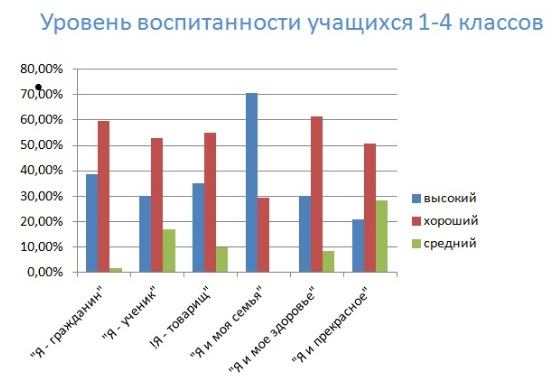 Уровень воспитанности учащихся 1-4 классов
80,00%
70,00%
60,00%
50,00%
40,00%
30,00%
20,00%
10,00%
0,00%
"Я - гражданин"
"Я - ученик"
!Я - товарищ"
"Я и моя семья"
"Я и мое здоровье"
"Я и прекрасное"
высокий
хороший
средний